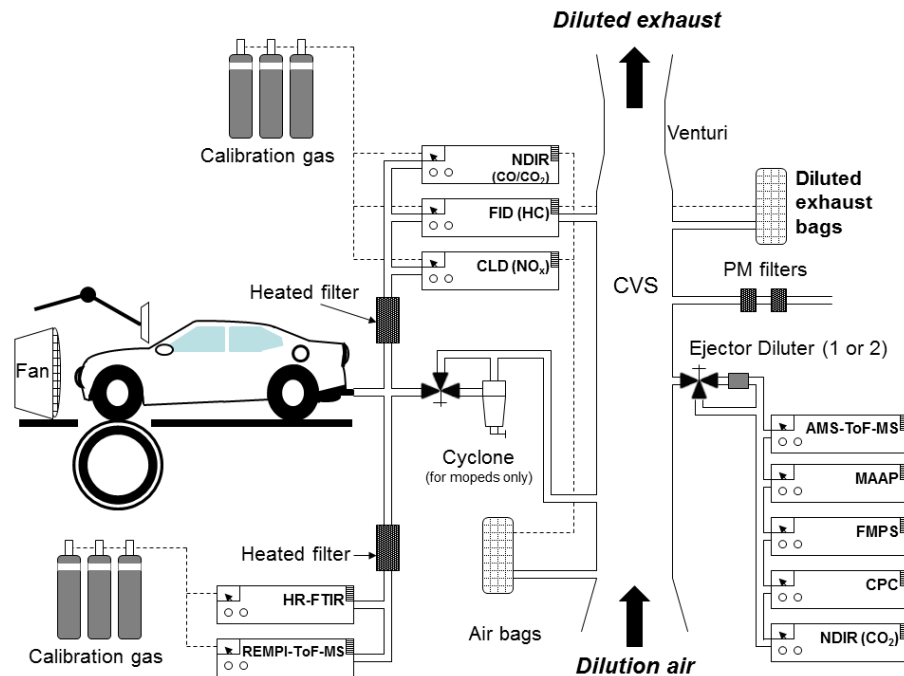 Diluted exhaust
Calibration gas
Venturi
NDIR
(CO/CO₂)
FID (HC)
CLD (NOₓ)
Diluted
exhaust
bags
Heated filter
CVS
PM filters
Fan
Ejector Diluter (1 or 2)
Cyclone
(for mopeds only)
AMS-ToF-MS
MAAP
FMPS
CPC
NDIR (CO₂)
Heated filter
HR-FTIR
REMPI-ToF-MS
Calibration gas
Air bags
Dilution air